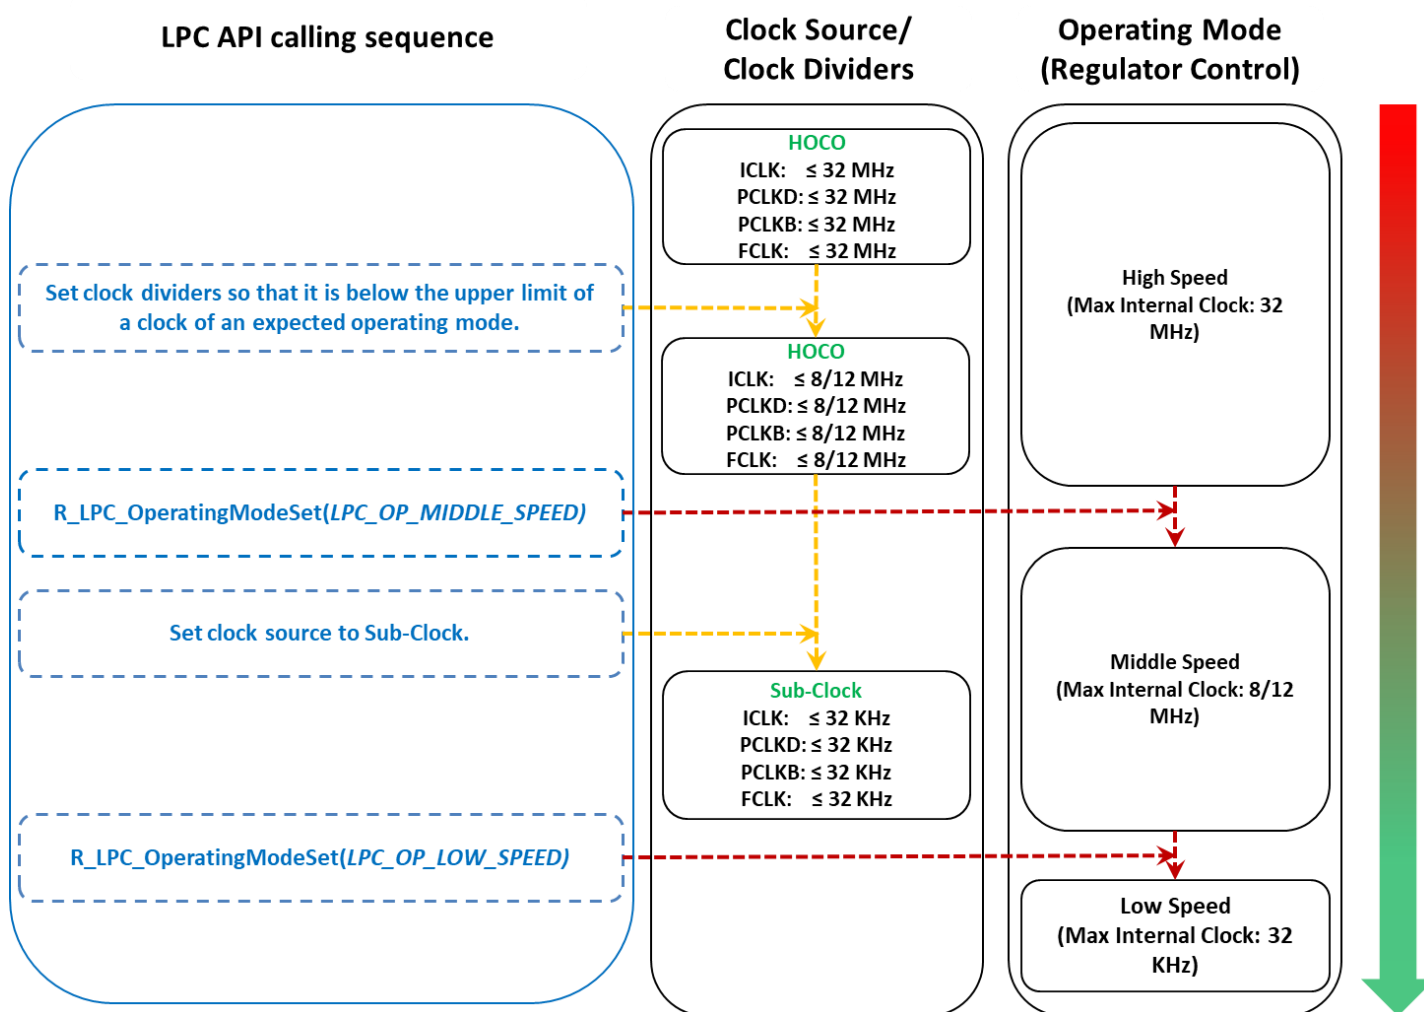 LPC API calling sequence
Clock Source/
Clock Dividers
Operating Mode
(Regulator Control)
HOCO
ICLK: ≤ 32 MHz
PCLKD: ≤ 32 MHz
PCLKB: ≤ 32 MHz
FCLK: ≤ 32 MHz
Set clock dividers so that it is below the upper limit of
a clock of an expected operating mode.
High Speed
(Max Internal Clock: 32
MHz)
HOCO
ICLK: ≤ 8/12 MHz
PCLKD: ≤ 8/12 MHz
PCLKB: ≤ 8/12 MHz
FCLK: ≤ 8/12 MHz
R_LPC_OperatingModeSet(LPC_OP_MIDDLE_SPEED)
Set clock source to Sub-Clock.
Middle Speed
(Max Internal Clock: 8/12
MHz)
Sub-Clock
ICLK: ≤ 32 KHz
PCLKD: ≤ 32 KHz
PCLKB: ≤ 32 KHz
FCLK: ≤ 32 KHz
R_LPC_OperatingModeSet(LPC_OP_LOW_SPEED)
Low Speed
(Max Internal Clock: 32
KHz)